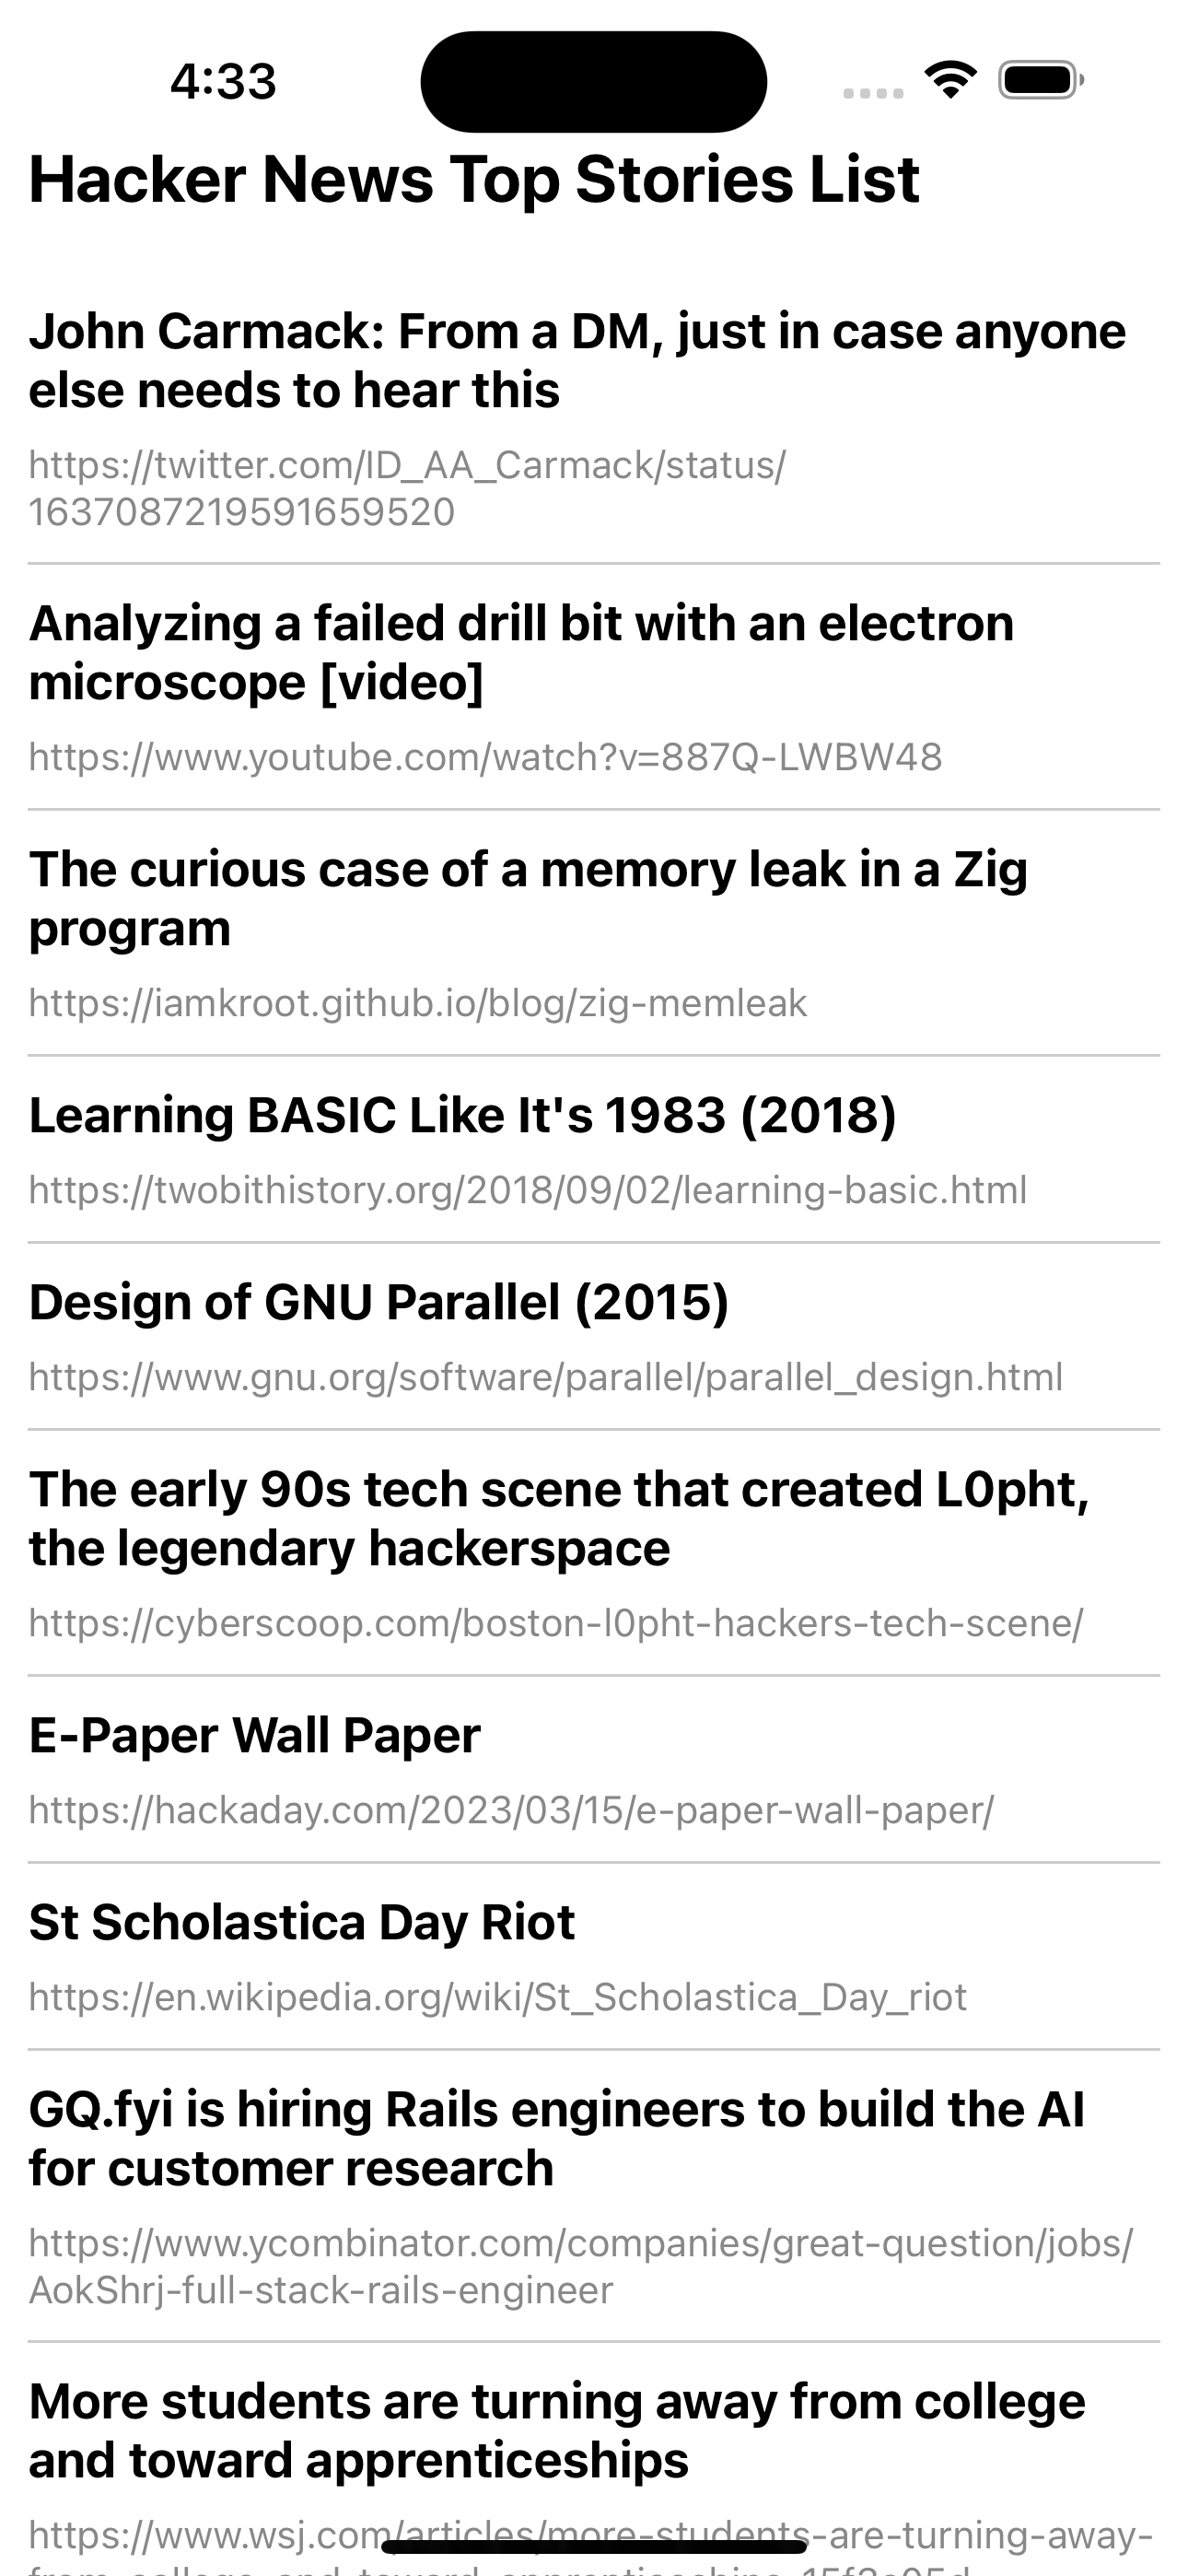 4:33
Hacker News Top Stories List
John Carmack: From a DM, just in case anyone
else needs to hear this
https://twitter.com/ID_AA_Carmack/status/
1637087219591659520
Analyzing a failed drill bit with an electron
microscope [video]
https://www.youtube.com/watch?v=887Q-LWBW48
The curious case of a memory leak in a Zig
program
https://iamkroot.github.io/blog/zig-memleak
Learning BASIC Like It's 1983 (2018)
https://twobithistory.org/2018/09/02/learning-basic.html
Design of GNU Parallel (2015)
https://www.gnu.org/software/parallel/parallel_design.html
The early 90s tech scene that created L0pht,
the legendary hackerspace
https://cyberscoop.com/boston-l0pht-hackers-tech-scene/
E-Paper Wall Paper
https://hackaday.com/2023/03/15/e-paper-wall-paper/
St Scholastica Day Riot
https://en.wikipedia.org/wiki/St_Scholastica_Day_riot
GQ.fyi is hiring Rails engineers to build the AI
for customer research
https://www.ycombinator.com/companies/great-question/jobs/
AokShrj-full-stack-rails-engineer
More students are turning away from college
and toward apprenticeships
https://www.wsj.com/articles/more-students-are-turning-away-